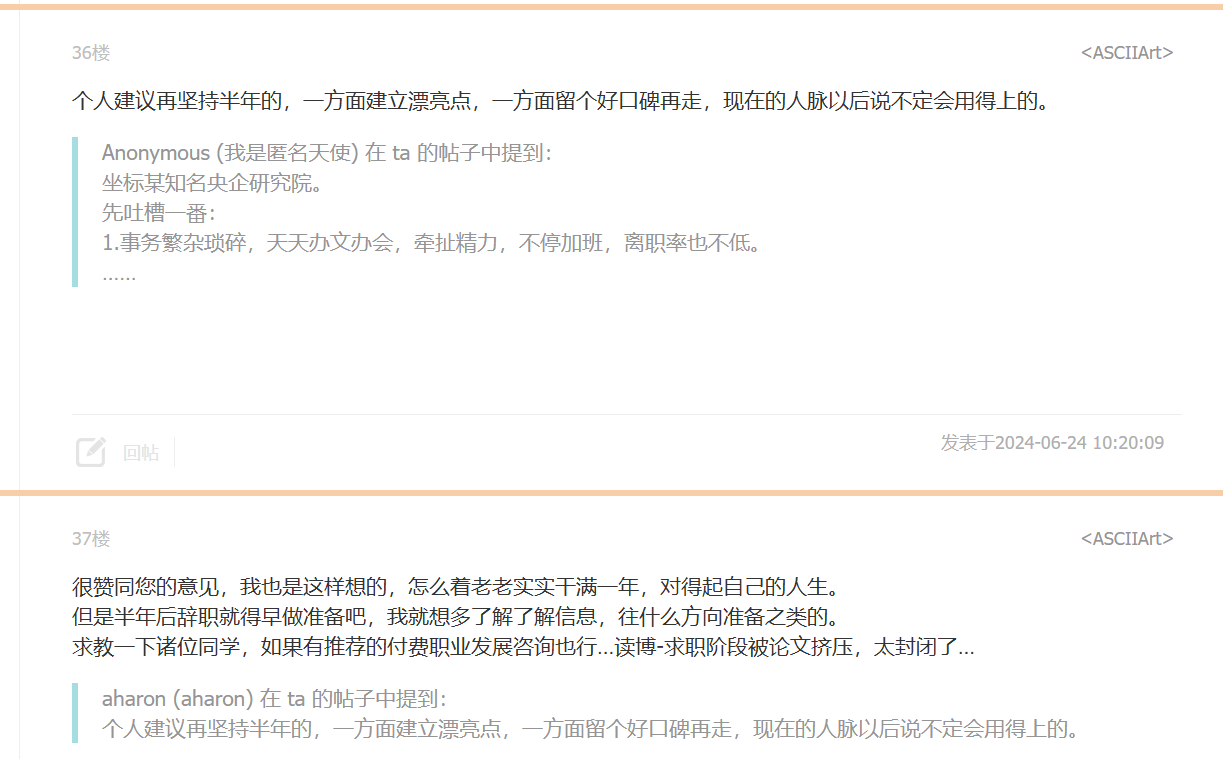 36楼
<ASCIIArt>
个人建议再坚持半年的，一方面建立漂亮点，一方面留个好口碑再走，现在的人脉以后说不定会用得上的。
Anonymous (我是匿名天使) 在 ta 的帖子中提到：
坐标某知名央企研究院。
先吐槽一番：
1.事务繁杂琐碎，天天办文办会，牵扯精力，不停加班，离职率也不低。
……
回帖
发表于2024-06-24 10:20:09
37楼
<ASCIIArt>
很赞同您的意见，我也是这样想的，怎么着老老实实干满一年，对得起自己的人生。
但是半年后辞职就得早做准备吧，我就想多了解了解信息，往什么方向准备之类的。
求教一下诸位同学，如果有推荐的付费职业发展咨询也行...读博-求职阶段被论文挤压，太封闭了...
aharon (aharon) 在 ta 的帖子中提到：
个人建议再坚持半年的，一方面建立漂亮点，一方面留个好口碑再走，现在的人脉以后说不定会用得上的。